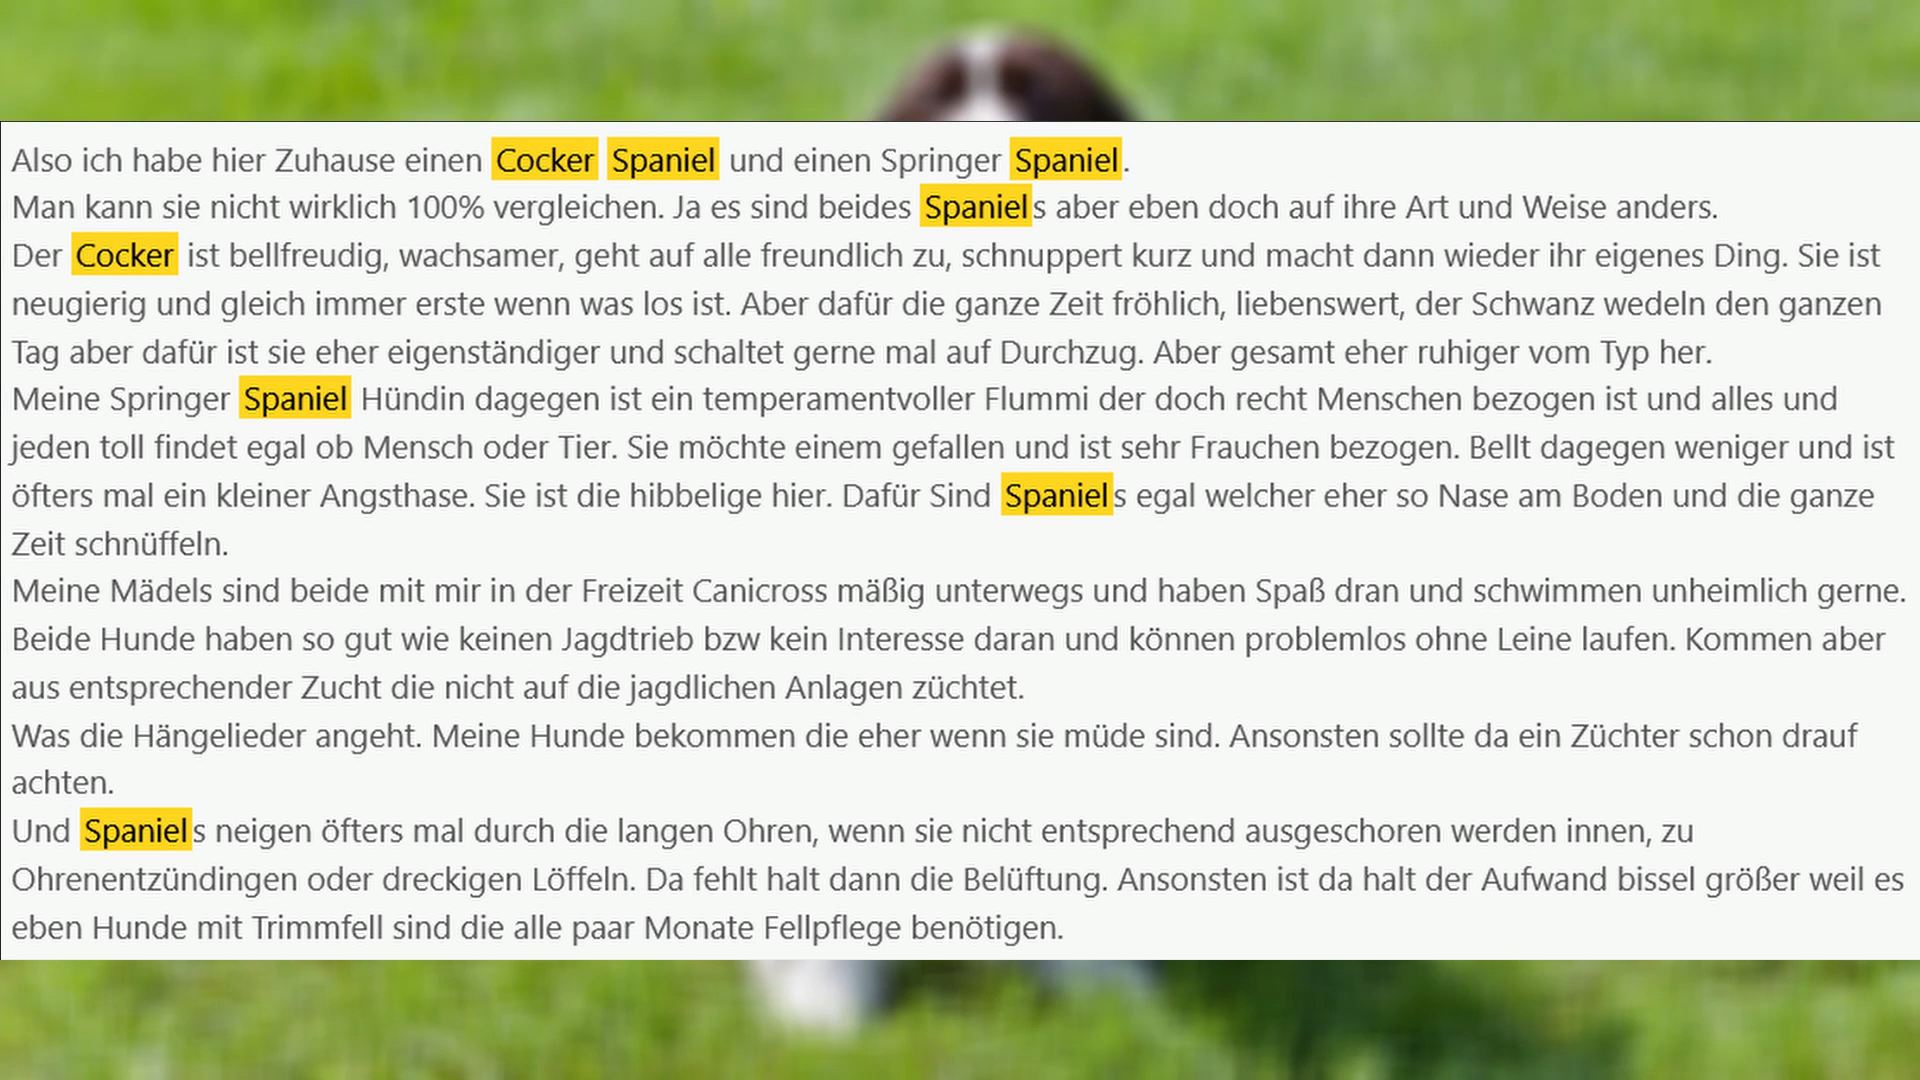 Also ich habe hier Zuhause einen Cocker Spaniel und einen Springer Spaniel.
Man kann sie nicht wirklich 100% vergleichen. Ja es sind beides Spaniels aber eben doch auf ihre Art und Weise anders.
Der Cocker ist bellfreudig, wachsamer, geht auf alle freundlich zu, schnuppert kurz und macht dann wieder ihr eigenes Ding. Sie ist
neugierig und gleich immer erste wenn was los ist. Aber dafür die ganze Zeit fröhlich, liebenswert, der Schwanz wedeln den ganzen
Tag aber dafür ist sie eher eigenständiger und schaltet gerne mal auf Durchzug. Aber gesamt eher ruhiger vom Typ her.
Meine Springer Spaniel Hündin dagegen ist ein temperamentvoller Flummi der doch recht Menschen bezogen ist und alles und
jeden toll findet egal ob Mensch oder Tier. Sie möchte einem gefallen und ist sehr Frauchen bezogen. Bellt dagegen weniger und ist
öfters mal ein kleiner Angsthase. Sie ist die hibbelige hier. Dafür Sind Spaniels egal welcher eher so Nase am Boden und die ganze
Zeit schnüffeln.
Meine Mädels sind beide mit mir in der Freizeit Canicross mäßig unterwegs und haben Spaß dran und schwimmen unheimlich gerne.
Beide Hunde haben so gut wie keinen Jagdtrieb bzw kein Interesse daran und können problemlos ohne Leine laufen. Kommen aber
aus entsprechender Zucht die nicht auf die jagdlichen Anlagen züchtet.
Was die Hängelieder angeht. Meine Hunde bekommen die eher wenn sie müde sind. Ansonsten sollte da ein Züchter schon drauf
achten.
Und Spaniels neigen öfters mal durch die langen Ohren, wenn sie nicht entsprechend ausgeschoren werden innen, zu
Ohrenentzündingen oder dreckigen Löffeln. Da fehlt halt dann die Belüftung. Ansonsten ist da halt der Aufwand bissel größer weil es
eben Hunde mit Trimmfell sind die alle paar Monate Fellpflege benötigen.